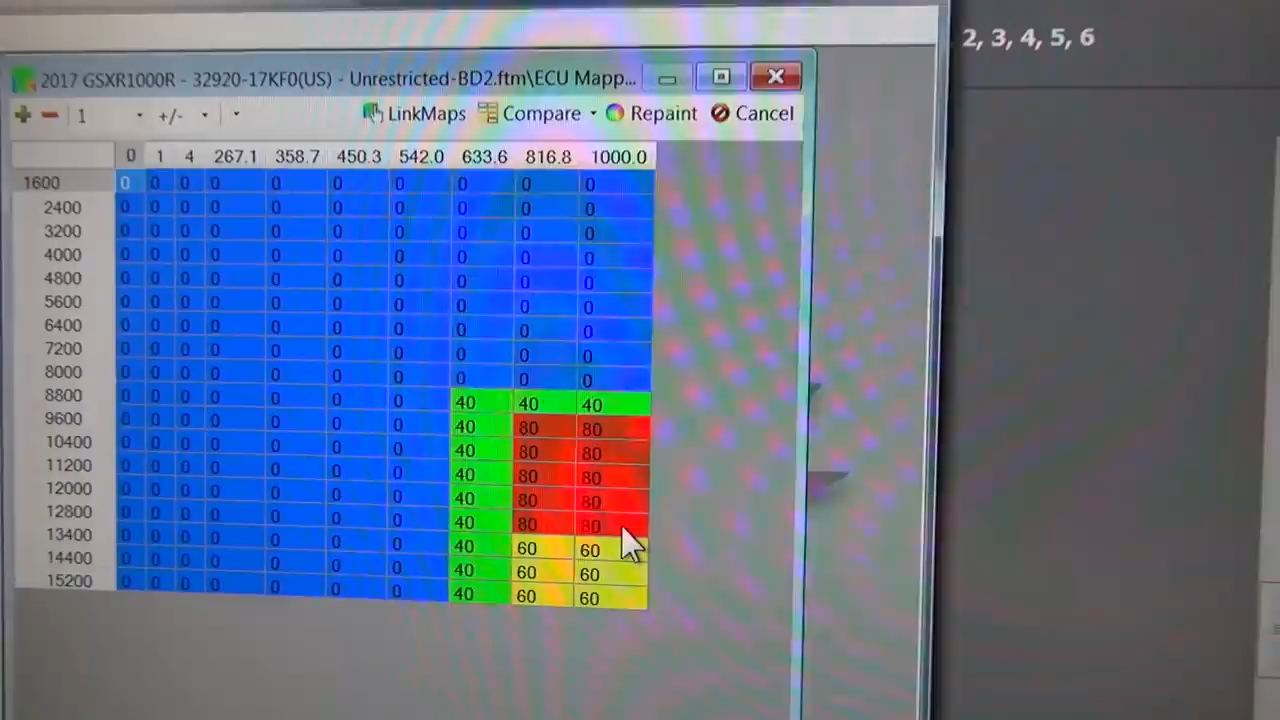 2, 3, 4, 5, 6
2017 GSXR1000R - 32920-17KF0(US) - Unrestricted-BD2.ftm\ECU Mapp...
1 +/- LinkMaps Compare Repaint Cancel
0 1 4 267.1 358.7 450.3 542.0 633.6 816.8 1000.0
1600 0 0 0 0 0 0 0 0 0 0
2400 0 0 0 0 0 0 0 0 0 0
3200 0 0 0 0 0 0 0 0 0 0
4000 0 0 0 0 0 0 0 0 0 0
4800 0 0 0 0 0 0 0 0 0 0
5600 0 0 0 0 0 0 0 0 0 0
6400 0 0 0 0 0 0 0 0 0 0
7200 0 0 0 0 0 0 0 0 0 0
8000 0 0 0 0 0 0 0 0 0 0
8800 0 0 0 0 0 0 0 40 40 40
9600 0 0 0 0 0 0 0 40 80 80
10400 0 0 0 0 0 0 0 40 80 80
11200 0 0 0 0 0 0 0 40 80 80
12000 0 0 0 0 0 0 0 40 80 80
12800 0 0 0 0 0 0 0 40 80 80
13400 0 0 0 0 0 0 0 40 60 60
14400 0 0 0 0 0 0 0 40 60 60
15200 0 0 0 0 0 0 0 40 60 60